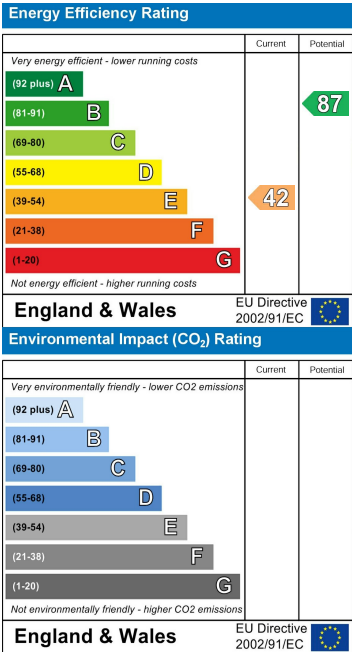 Energy Efficiency Rating
Current Potential
Very energy efficient - lower running costs
(92 plus) A
(81-91) B
87
(69-80) C
(55-68) D
(39-54) E
42
(21-38) F
(1-20) G
Not energy efficient - higher running costs
England & Wales
EU Directive
2002/91/EC
Environmental Impact (CO₂) Rating
Current Potential
Very environmentally friendly - lower CO2 emissions
(92 plus) A
(81-91) B
(69-80) C
(55-68) D
(39-54) E
(21-38) F
(1-20) G
Not environmentally friendly - higher CO2 emissions
England & Wales
EU Directive
2002/91/EC